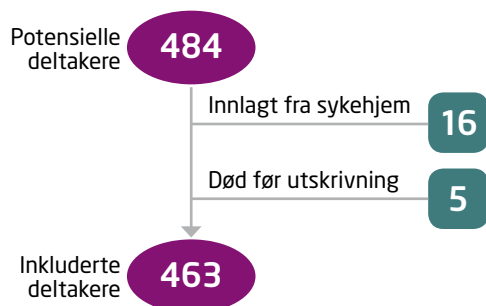 Potensielle
deltakere
484
Innlagt fra sykehjem
16
Død før utskrivning
5
Inkluderte
deltakere
463